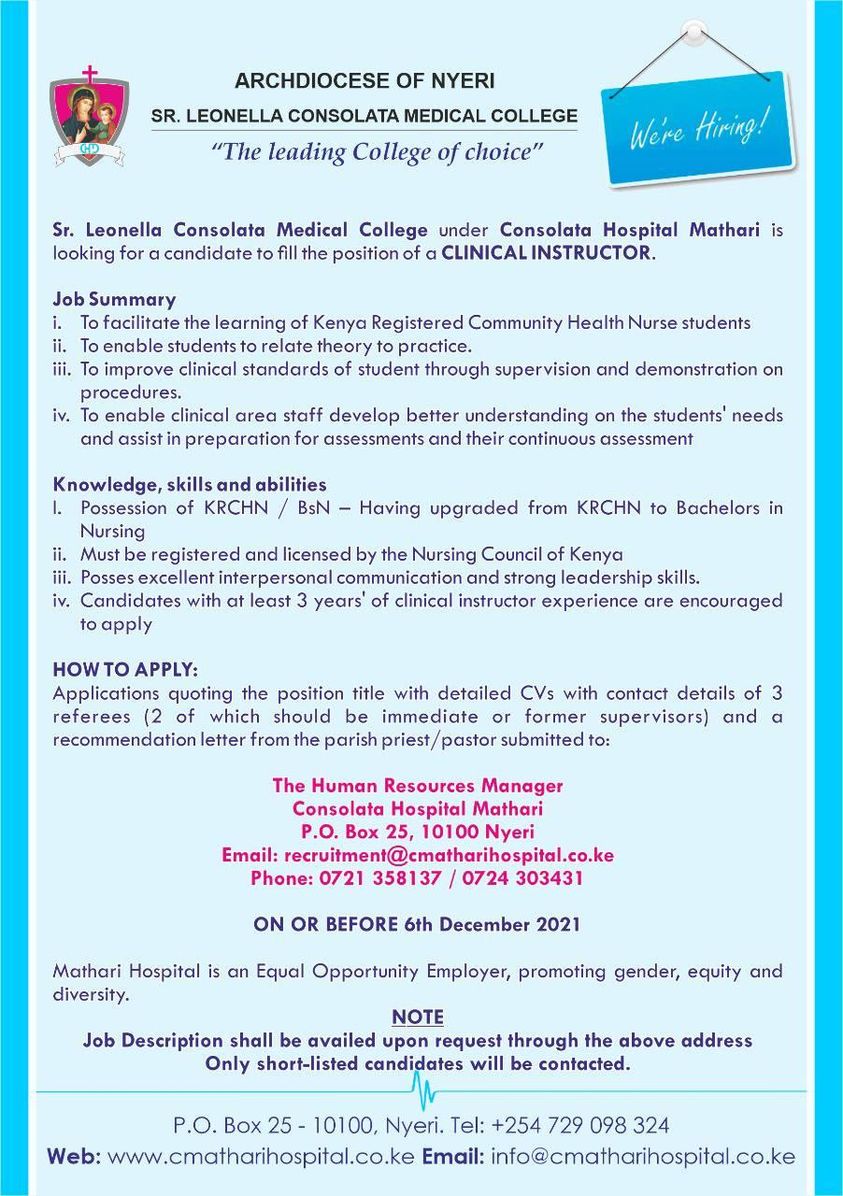 ARCHDIOCESE OF NYERI
SR. LEONELLA CONSOLATA MEDICAL COLLEGE
"The leading College of choice"
We're Hiring!
CHD
Sr. Leonella Consolata Medical College under Consolata Hospital Mathari is
looking for a candidate to fill the position of a CLINICAL INSTRUCTOR.
Job Summary
i. To facilitate the learning of Kenya Registered Community Health Nurse students
ii. To enable students to relate theory to practice.
iii. To improve clinical standards of student through supervision and demonstration on
procedures.
iv. To enable clinical area staff develop better understanding on the students' needs
and assist in preparation for assessments and their continuous assessment
Knowledge, skills and abilities
I. Possession of KRCHN / BsN – Having upgraded from KRCHN to Bachelors in
Nursing
ii. Must be registered and licensed by the Nursing Council of Kenya
iii. Posses excellent interpersonal communication and strong leadership skills.
iv. Candidates with at least 3 years' of clinical instructor experience are encouraged
to apply
HOW TO APPLY:
Applications quoting the position title with detailed CVs with contact details of 3
referees (2 of which should be immediate or former supervisors) and a
recommendation letter from the parish priest/pastor submitted to:
The Human Resources Manager
Consolata Hospital Mathari
P.O. Box 25, 10100 Nyeri
Email: recruitment@cmatharihospital.co.ke
Phone: 0721 358137 / 0724 303431
ON OR BEFORE 6th December 2021
Mathari Hospital is an Equal Opportunity Employer, promoting gender, equity and
diversity.
NOTE
Job Description shall be availed upon request through the above address
Only short-listed candidates will be contacted.
P.O. Box 25 - 10100, Nyeri. Tel: +254 729 098 324
Web: www.cmatharihospital.co.ke Email: info@cmatharihospital.co.ke